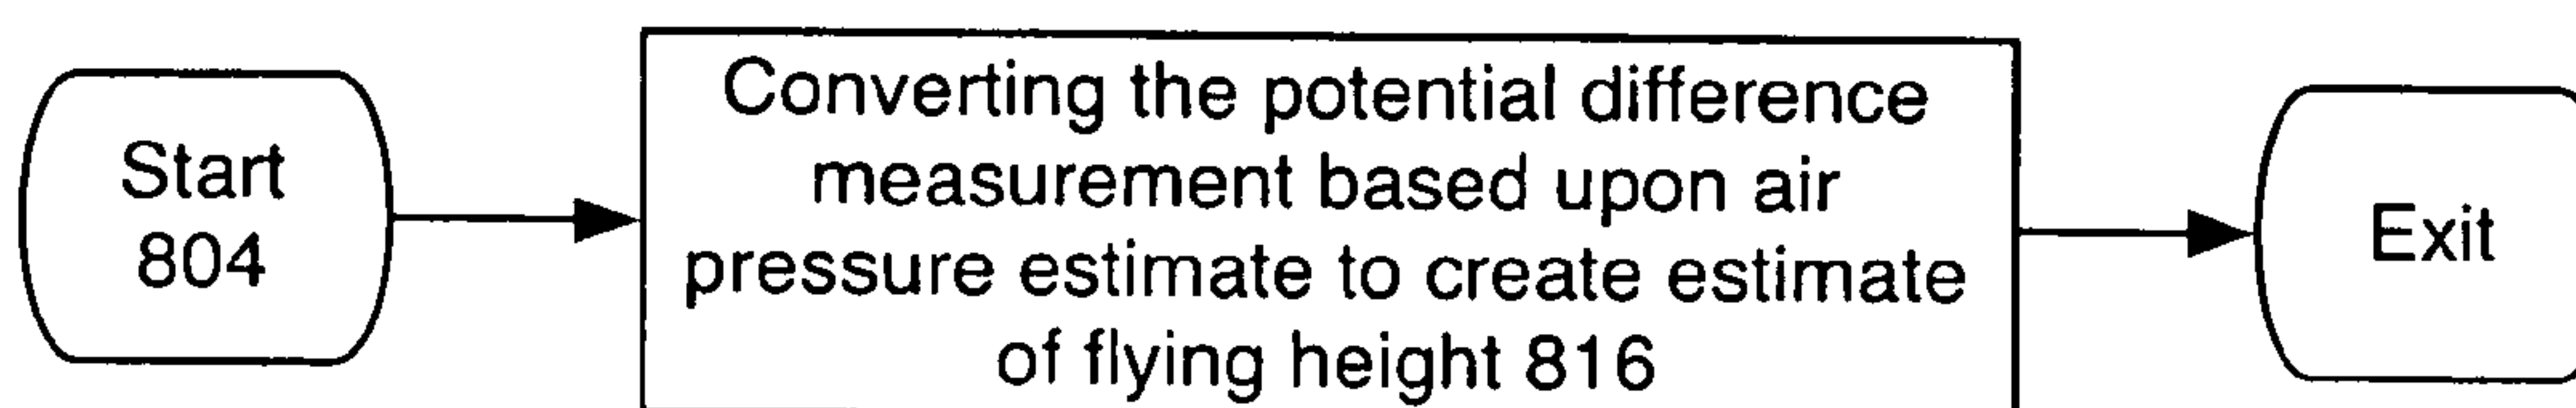 Start
804
Converting the potential difference
measurement based upon air
pressure estimate to create estimate
of flying height 816
Exit